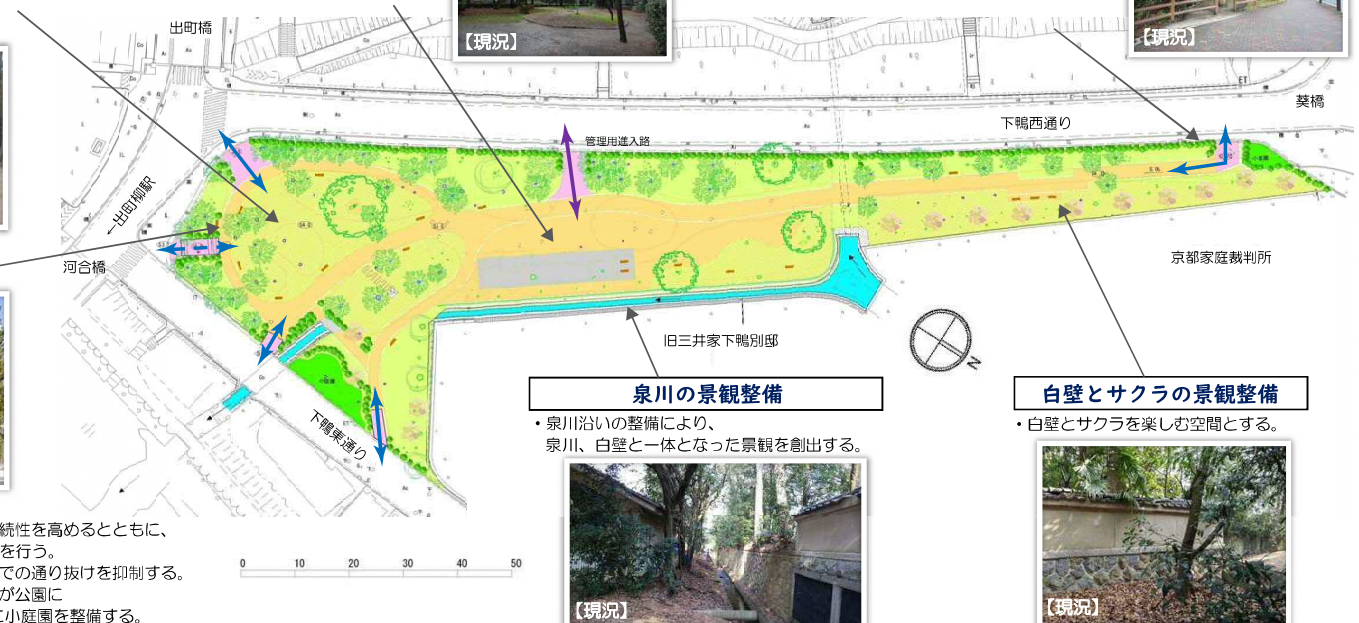 出町橋
【現況】
【現況】
葵橋
下鴨西通り
管理用進入路
小庭園
←出町柳駅
河合橋
京都家庭裁判所
旧三井家下鴨別邸
N
小庭園
下鴨東通り
泉川の景観整備
・泉川沿いの整備により、
泉川、白壁と一体となった景観を創出する。
【現況】
白壁とサクラの景観整備
・白壁とサクラを楽しむ空間とする。
【現況】
続性を高めるとともに、
を行う。
での通り抜けを抑制する。
が公園に
に小庭園を整備する。
0 10 20 30 40 50